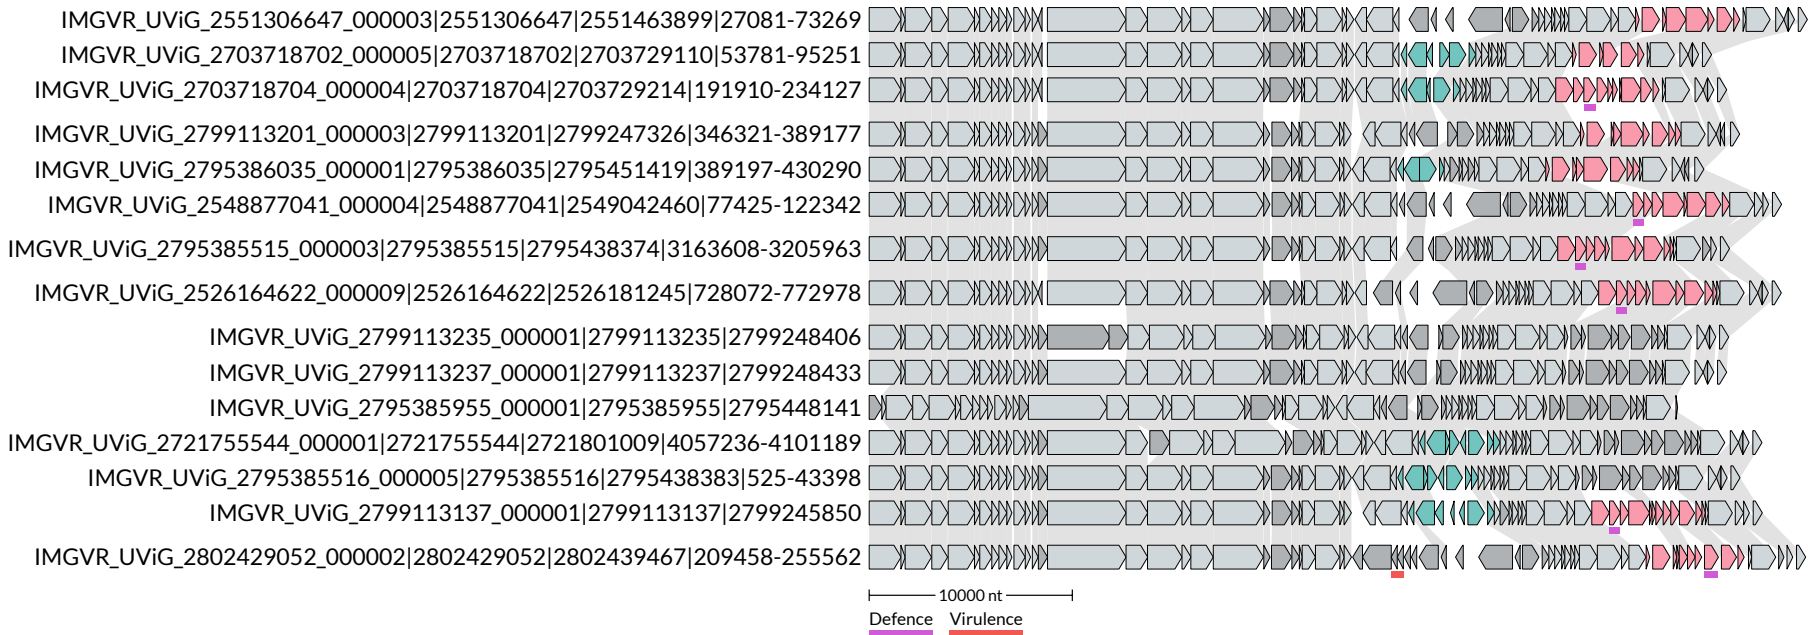 IMGVR_UViG_2551306647_000003|2551306647|2551463899|27081-73269
IMGVR_UViG_2703718702_000005|2703718702|2703729110|53781-95251
IMGVR_UViG_2703718704_000004|2703718704|2703729214|191910-234127
IMGVR_UViG_2799113201_000003|2799113201|2799247326|346321-389177
IMGVR_UViG_2795386035_000001|2795386035|2795451419|389197-430290
IMGVR_UViG_2548877041_000004|2548877041|2549042460|77425-122342
IMGVR_UViG_2795385515_000003|2795385515|2795438374|3163608-3205963
IMGVR_UViG_2526164622_000009|2526164622|2526181245|728072-772978
IMGVR_UViG_2799113235_000001|2799113235|2799248406
IMGVR_UViG_2799113237_000001|2799113237|2799248433
IMGVR_UViG_2795385955_000001|2795385955|2795448141
IMGVR_UViG_2721755544_000001|2721755544|2721801009|4057236-4101189
IMGVR_UViG_2795385516_000005|2795385516|2795438383|525-43398
IMGVR_UViG_2799113137_000001|2799113137|2799245850
IMGVR_UViG_2802429052_000002|2802429052|2802439467|209458-255562
10000 nt
Defence Virulence